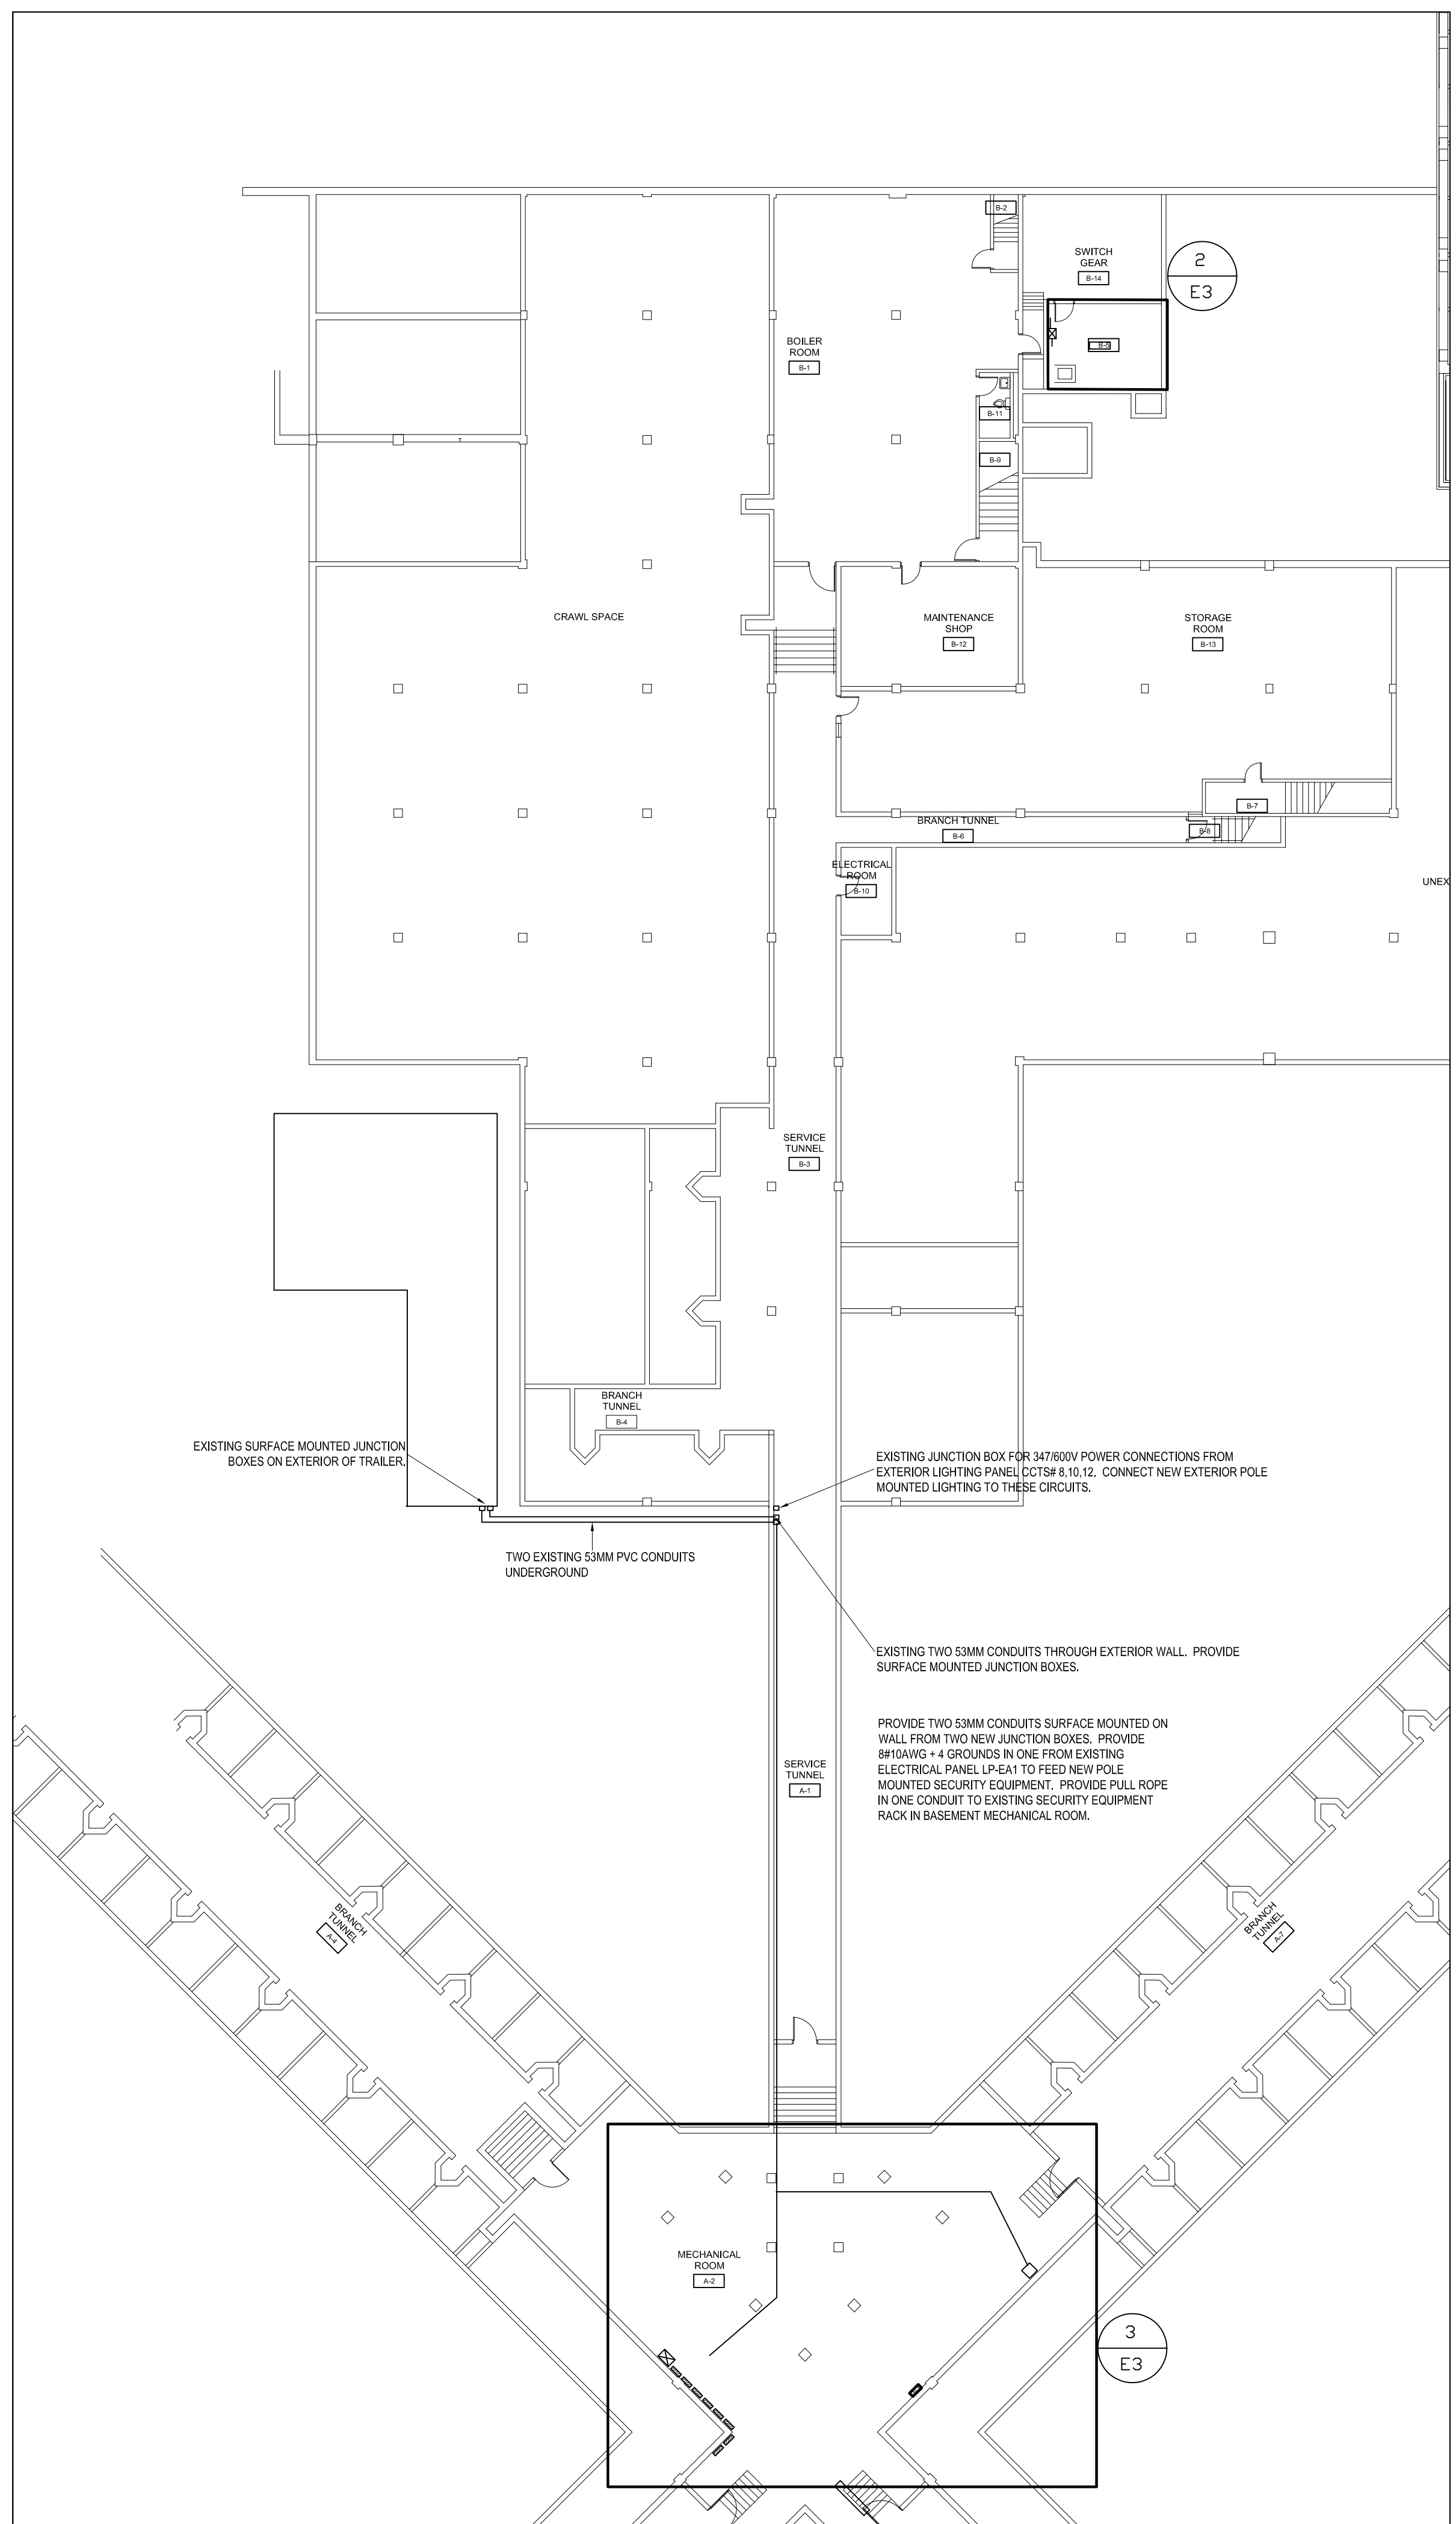 B-2
SWITCH
GEAR
B-14
2
E3
B-5
BOILER
ROOM
B-1
B-11
B-9
CRAWL SPACE
MAINTENANCE
SHOP
B-12
STORAGE
ROOM
B-13
B-7
BRANCH TUNNEL
B-6
B-8
ELECTRICAL
ROOM
B-10
UNEX
SERVICE
TUNNEL
B-3
BRANCH
TUNNEL
B-4
EXISTING SURFACE MOUNTED JUNCTION
BOXES ON EXTERIOR OF TRAILER.
EXISTING JUNCTION BOX FOR 347/600V POWER CONNECTIONS FROM
EXTERIOR LIGHTING PANEL CCTS# 8,10,12. CONNECT NEW EXTERIOR POLE
MOUNTED LIGHTING TO THESE CIRCUITS.
TWO EXISTING 53MM PVC CONDUITS
UNDERGROUND
EXISTING TWO 53MM CONDUITS THROUGH EXTERIOR WALL. PROVIDE
SURFACE MOUNTED JUNCTION BOXES.
PROVIDE TWO 53MM CONDUITS SURFACE MOUNTED ON
WALL FROM TWO NEW JUNCTION BOXES. PROVIDE
8#10AWG + 4 GROUNDS IN ONE FROM EXISTING
ELECTRICAL PANEL LP-EA1 TO FEED NEW POLE
MOUNTED SECURITY EQUIPMENT. PROVIDE PULL ROPE
IN ONE CONDUIT TO EXISTING SECURITY EQUIPMENT
RACK IN BASEMENT MECHANICAL ROOM.
SERVICE
TUNNEL
A-1
BRANCH
TUNNEL
A-4
BRANCH
TUNNEL
A-7
MECHANICAL
ROOM
A-2
3
E3